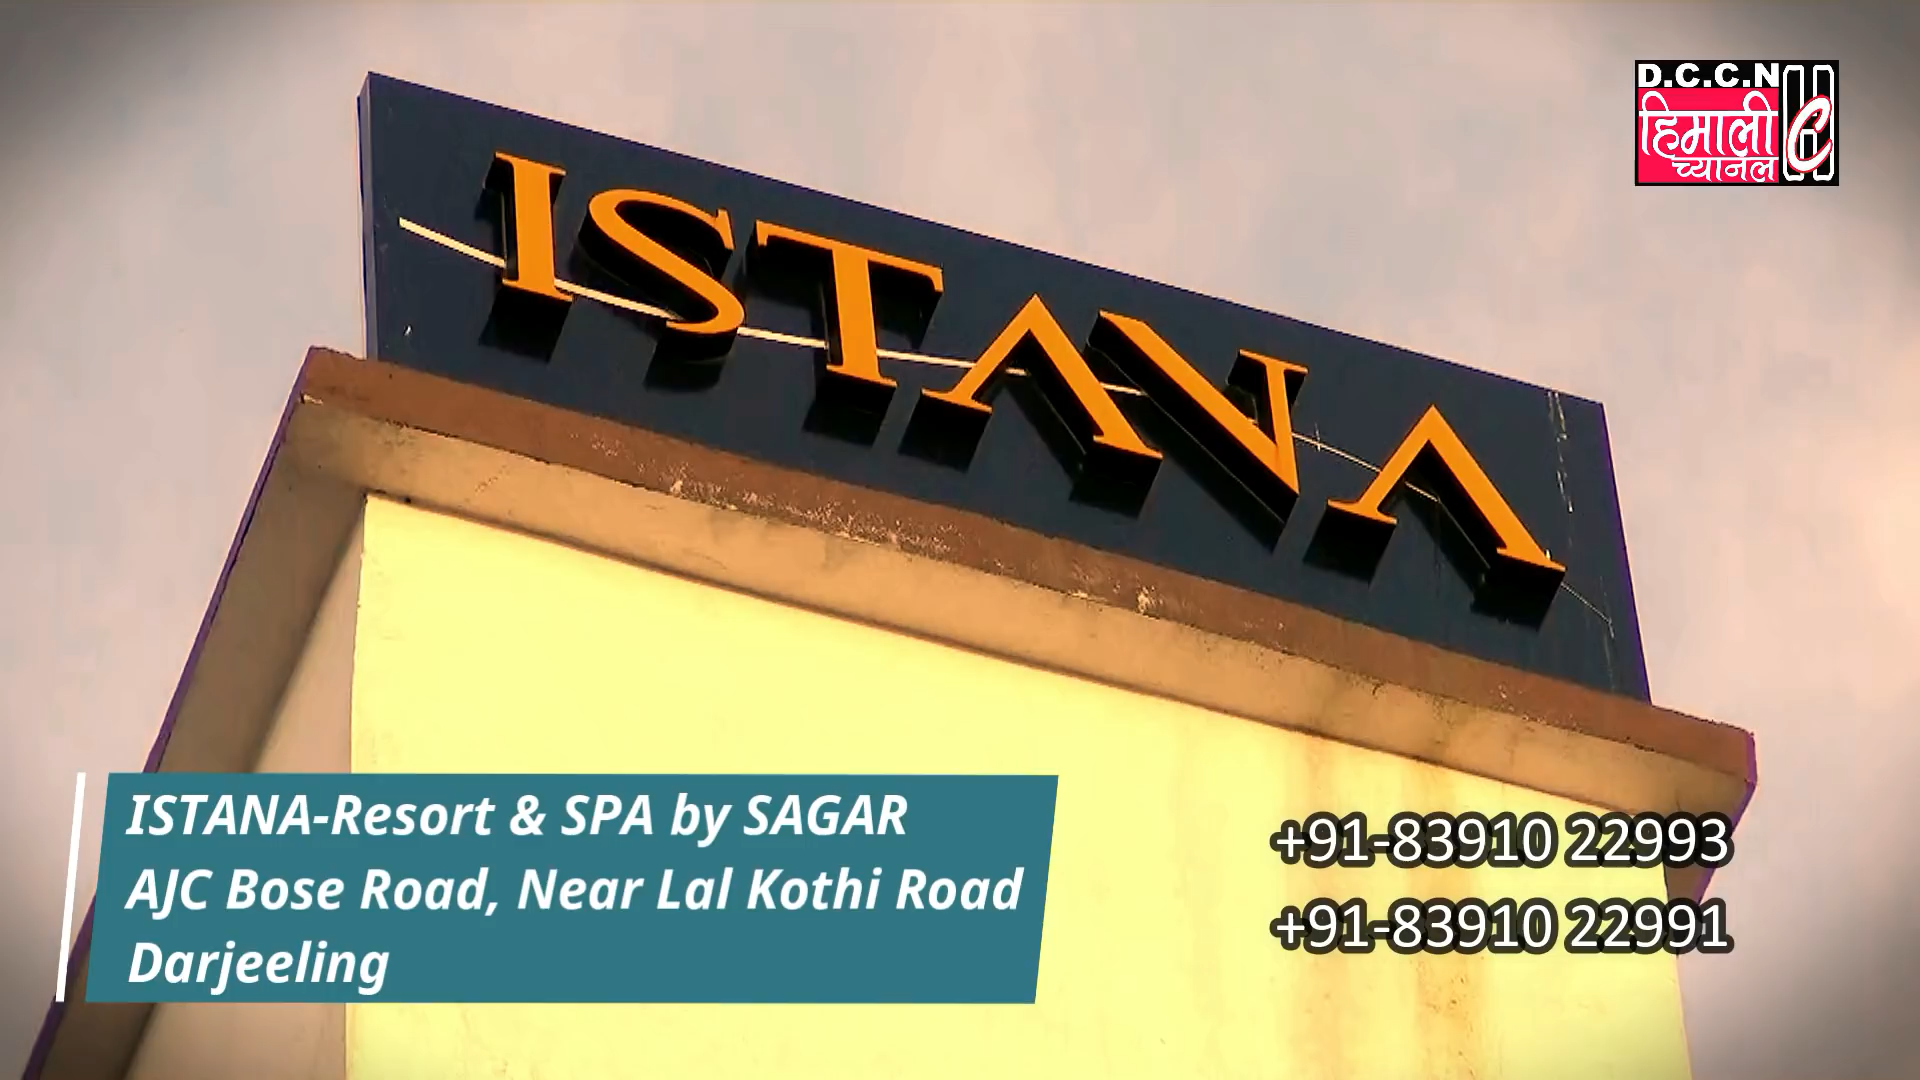 D.C.C.N
हिमाली
च्यानल
HC
ISTANA
ISTANA-Resort & SPA by SAGAR
AJC Bose Road, Near Lal Kothi Road
Darjeeling
+91-83910 22993
+91-83910 22991